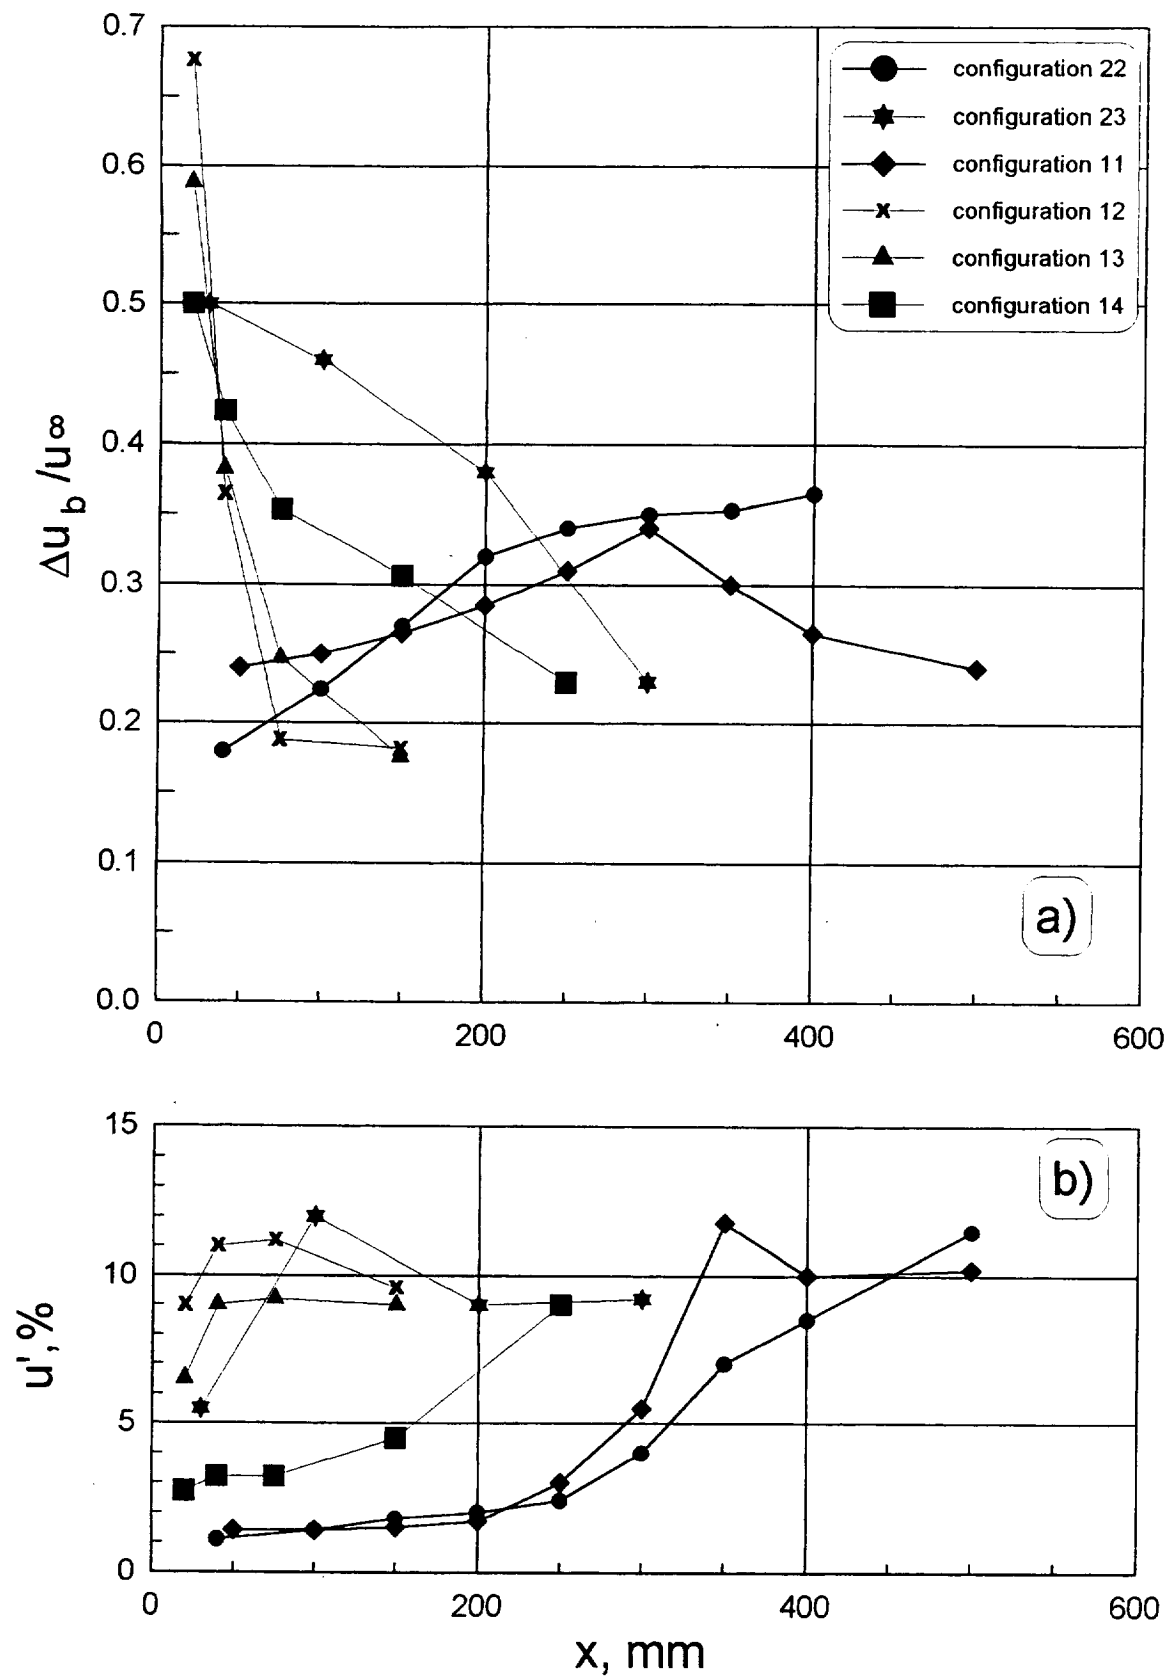 0.7
0.6
0.5
0.4
0.3
0.2
0.1
0.0
Δu b /u∞
configuration 22
configuration 23
configuration 11
configuration 12
configuration 13
configuration 14
a)
0 200 400 600
15
10
5
0
u',%
b)
0 200 400 600
x, mm